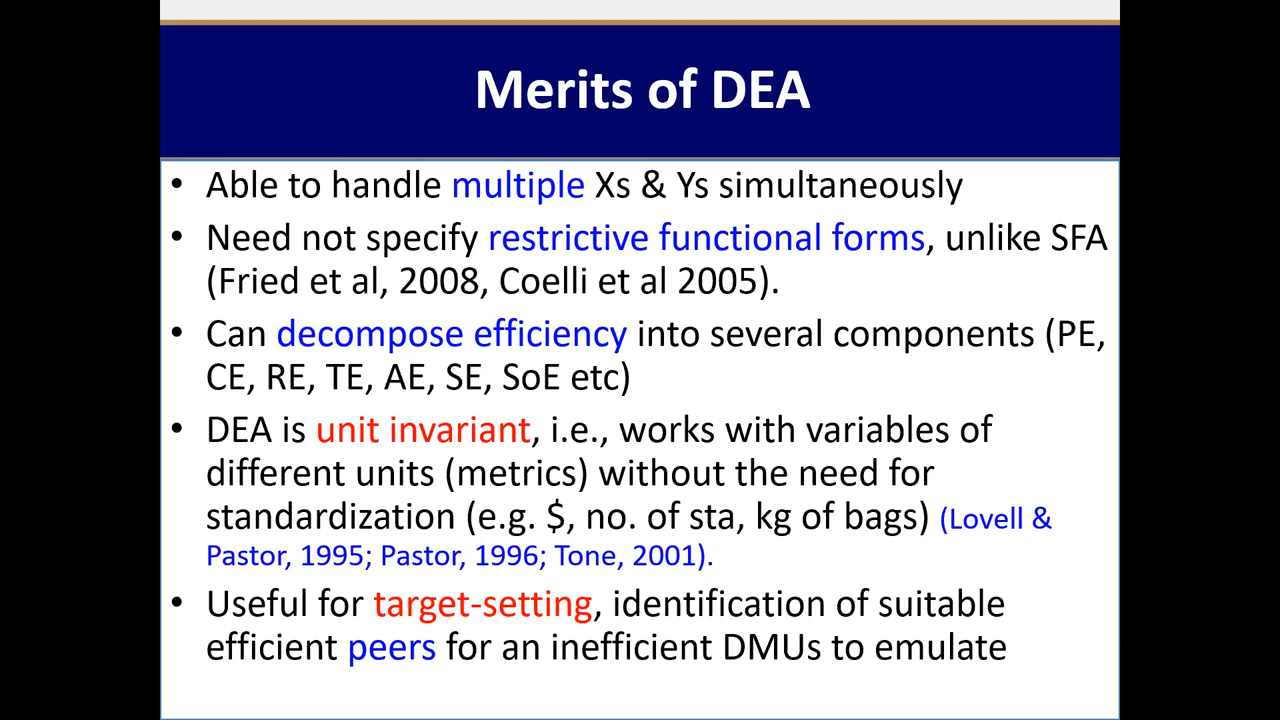 Merits of DEA
• Able to handle multiple Xs & Ys simultaneously
• Need not specify restrictive functional forms, unlike SFA
(Fried et al, 2008, Coelli et al 2005).
• Can decompose efficiency into several components (PE,
CE, RE, TE, AE, SE, SoE etc)
• DEA is unit invariant, i.e., works with variables of
different units (metrics) without the need for
standardization (e.g. $, no. of sta, kg of bags) (Lovell &
Pastor, 1995; Pastor, 1996; Tone, 2001).
• Useful for target-setting, identification of suitable
efficient peers for an inefficient DMUs to emulate